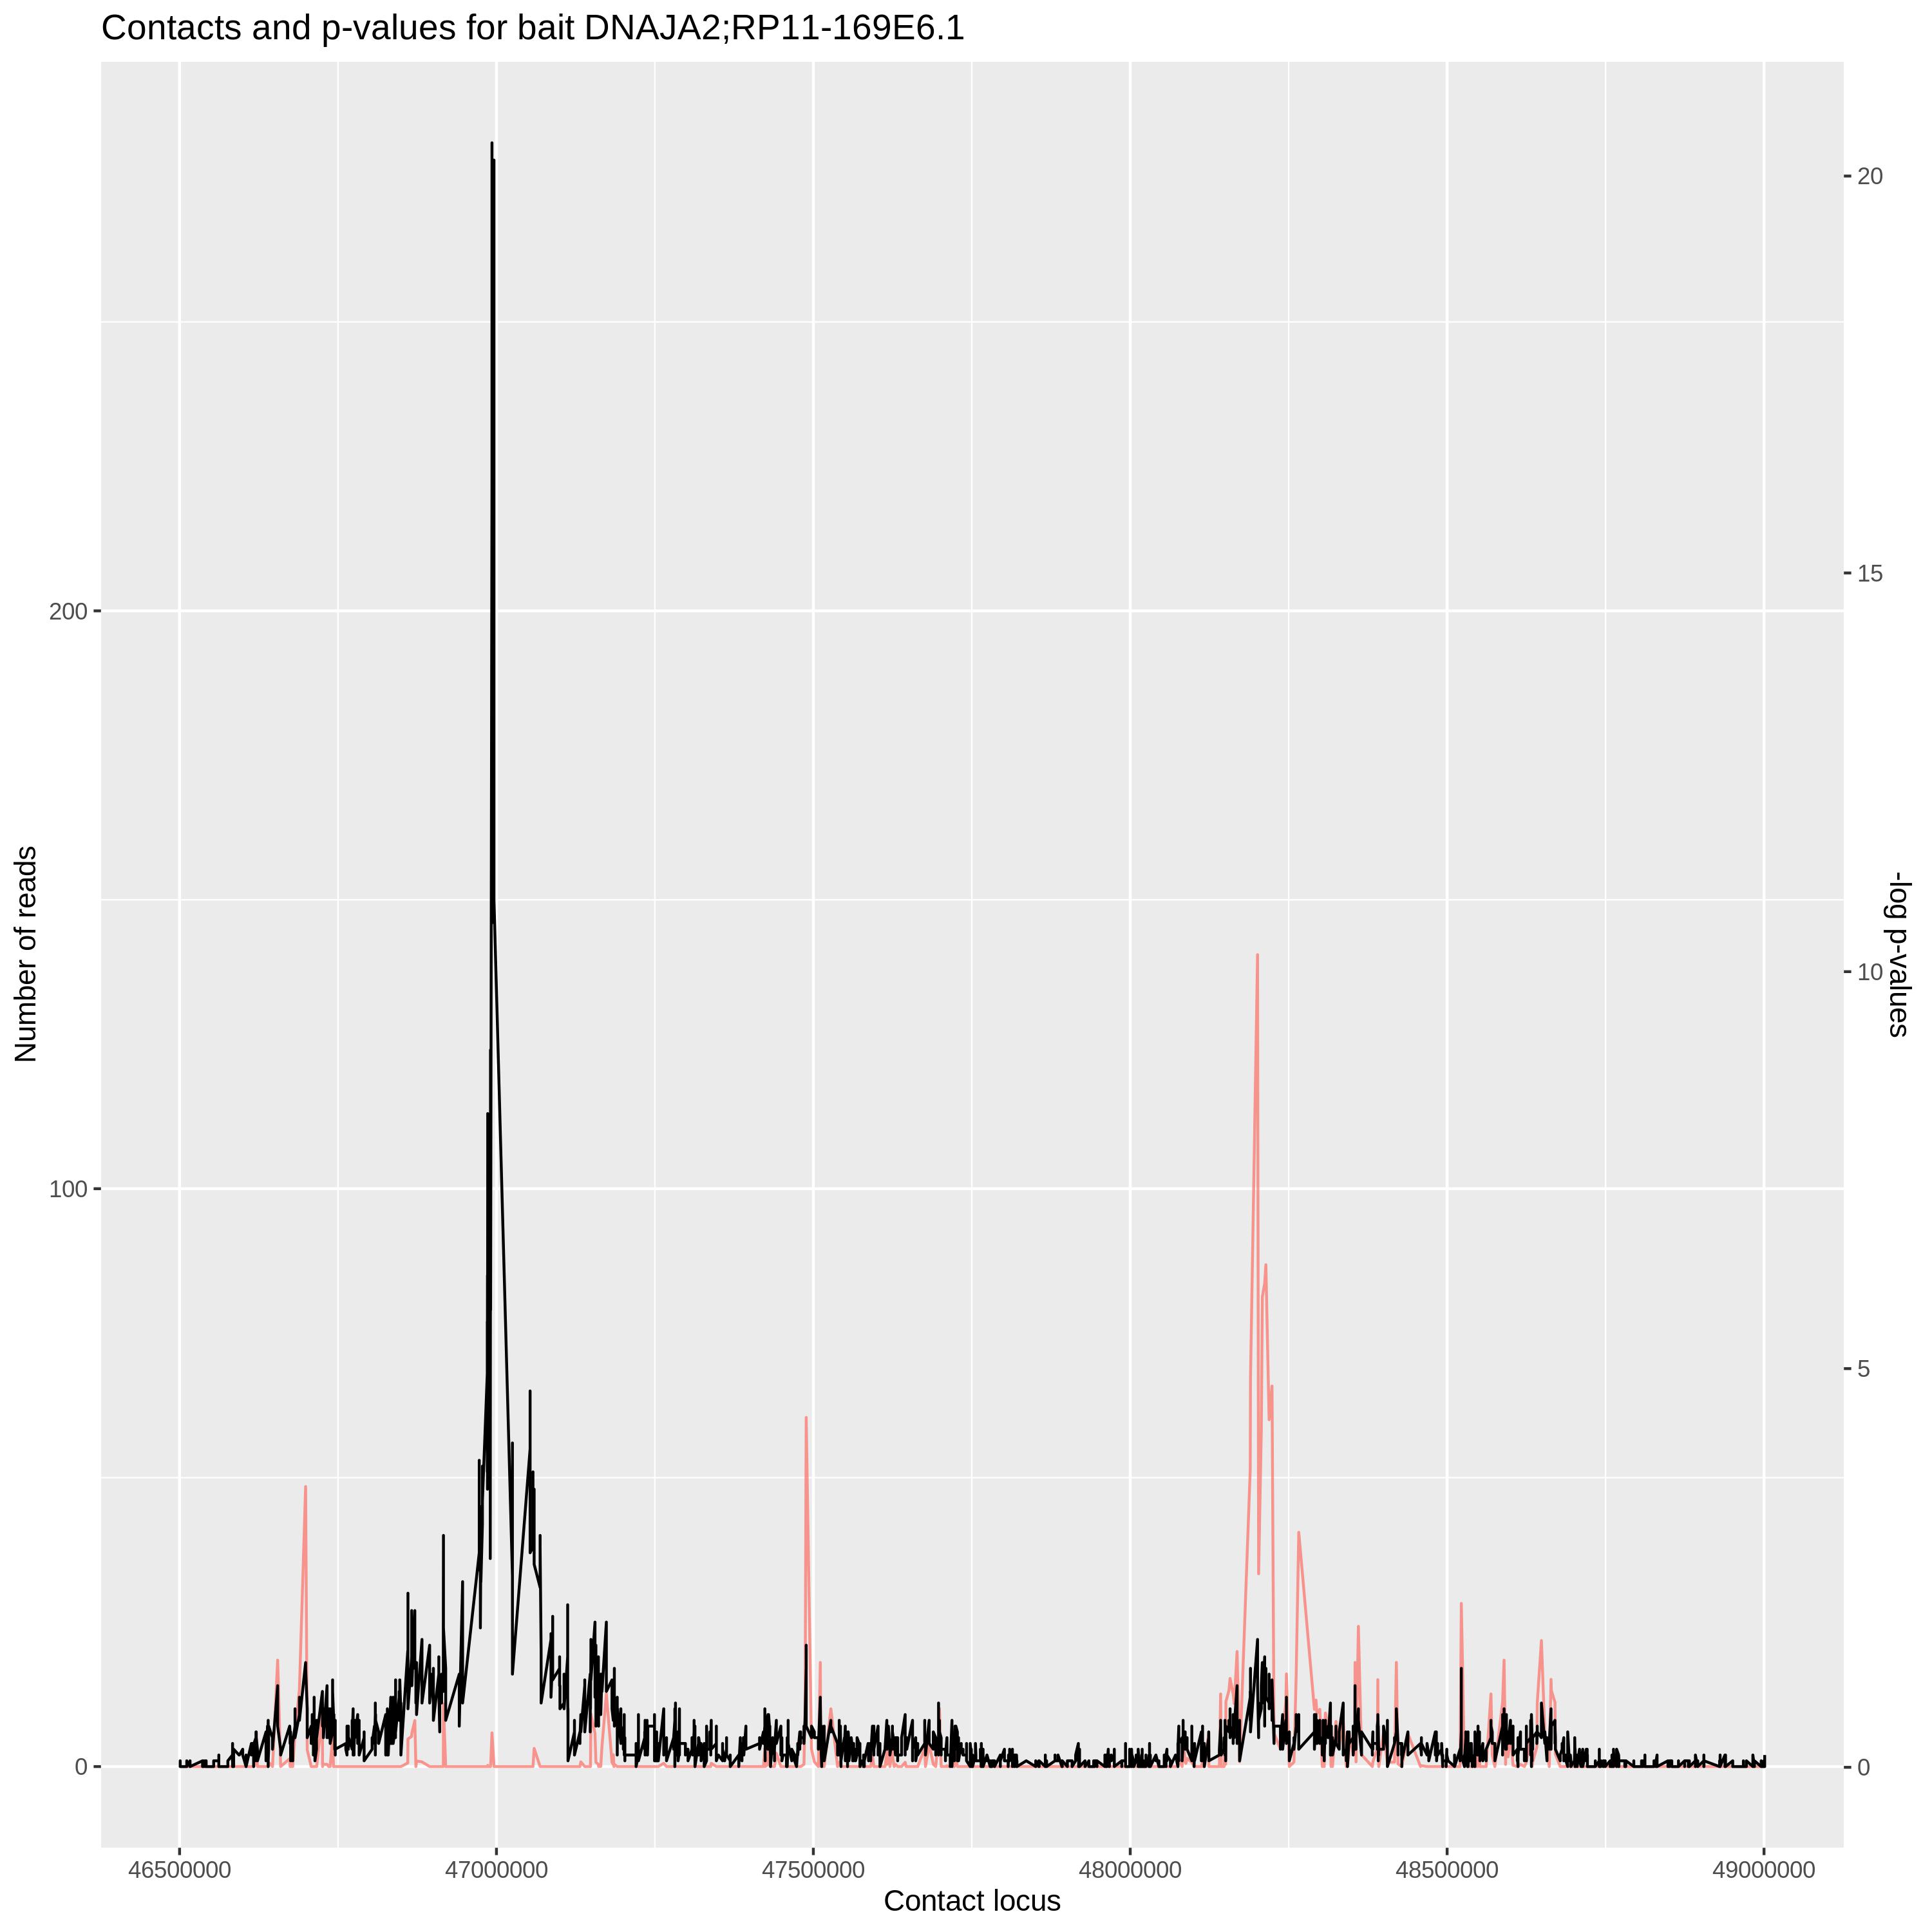 Contacts and p-values for bait DNAJA2;RP11-169E6.1
Number of reads
200
100
0
20
15
10
5
0
-log p-values
46500000 47000000 47500000 48000000 48500000 49000000
Contact locus